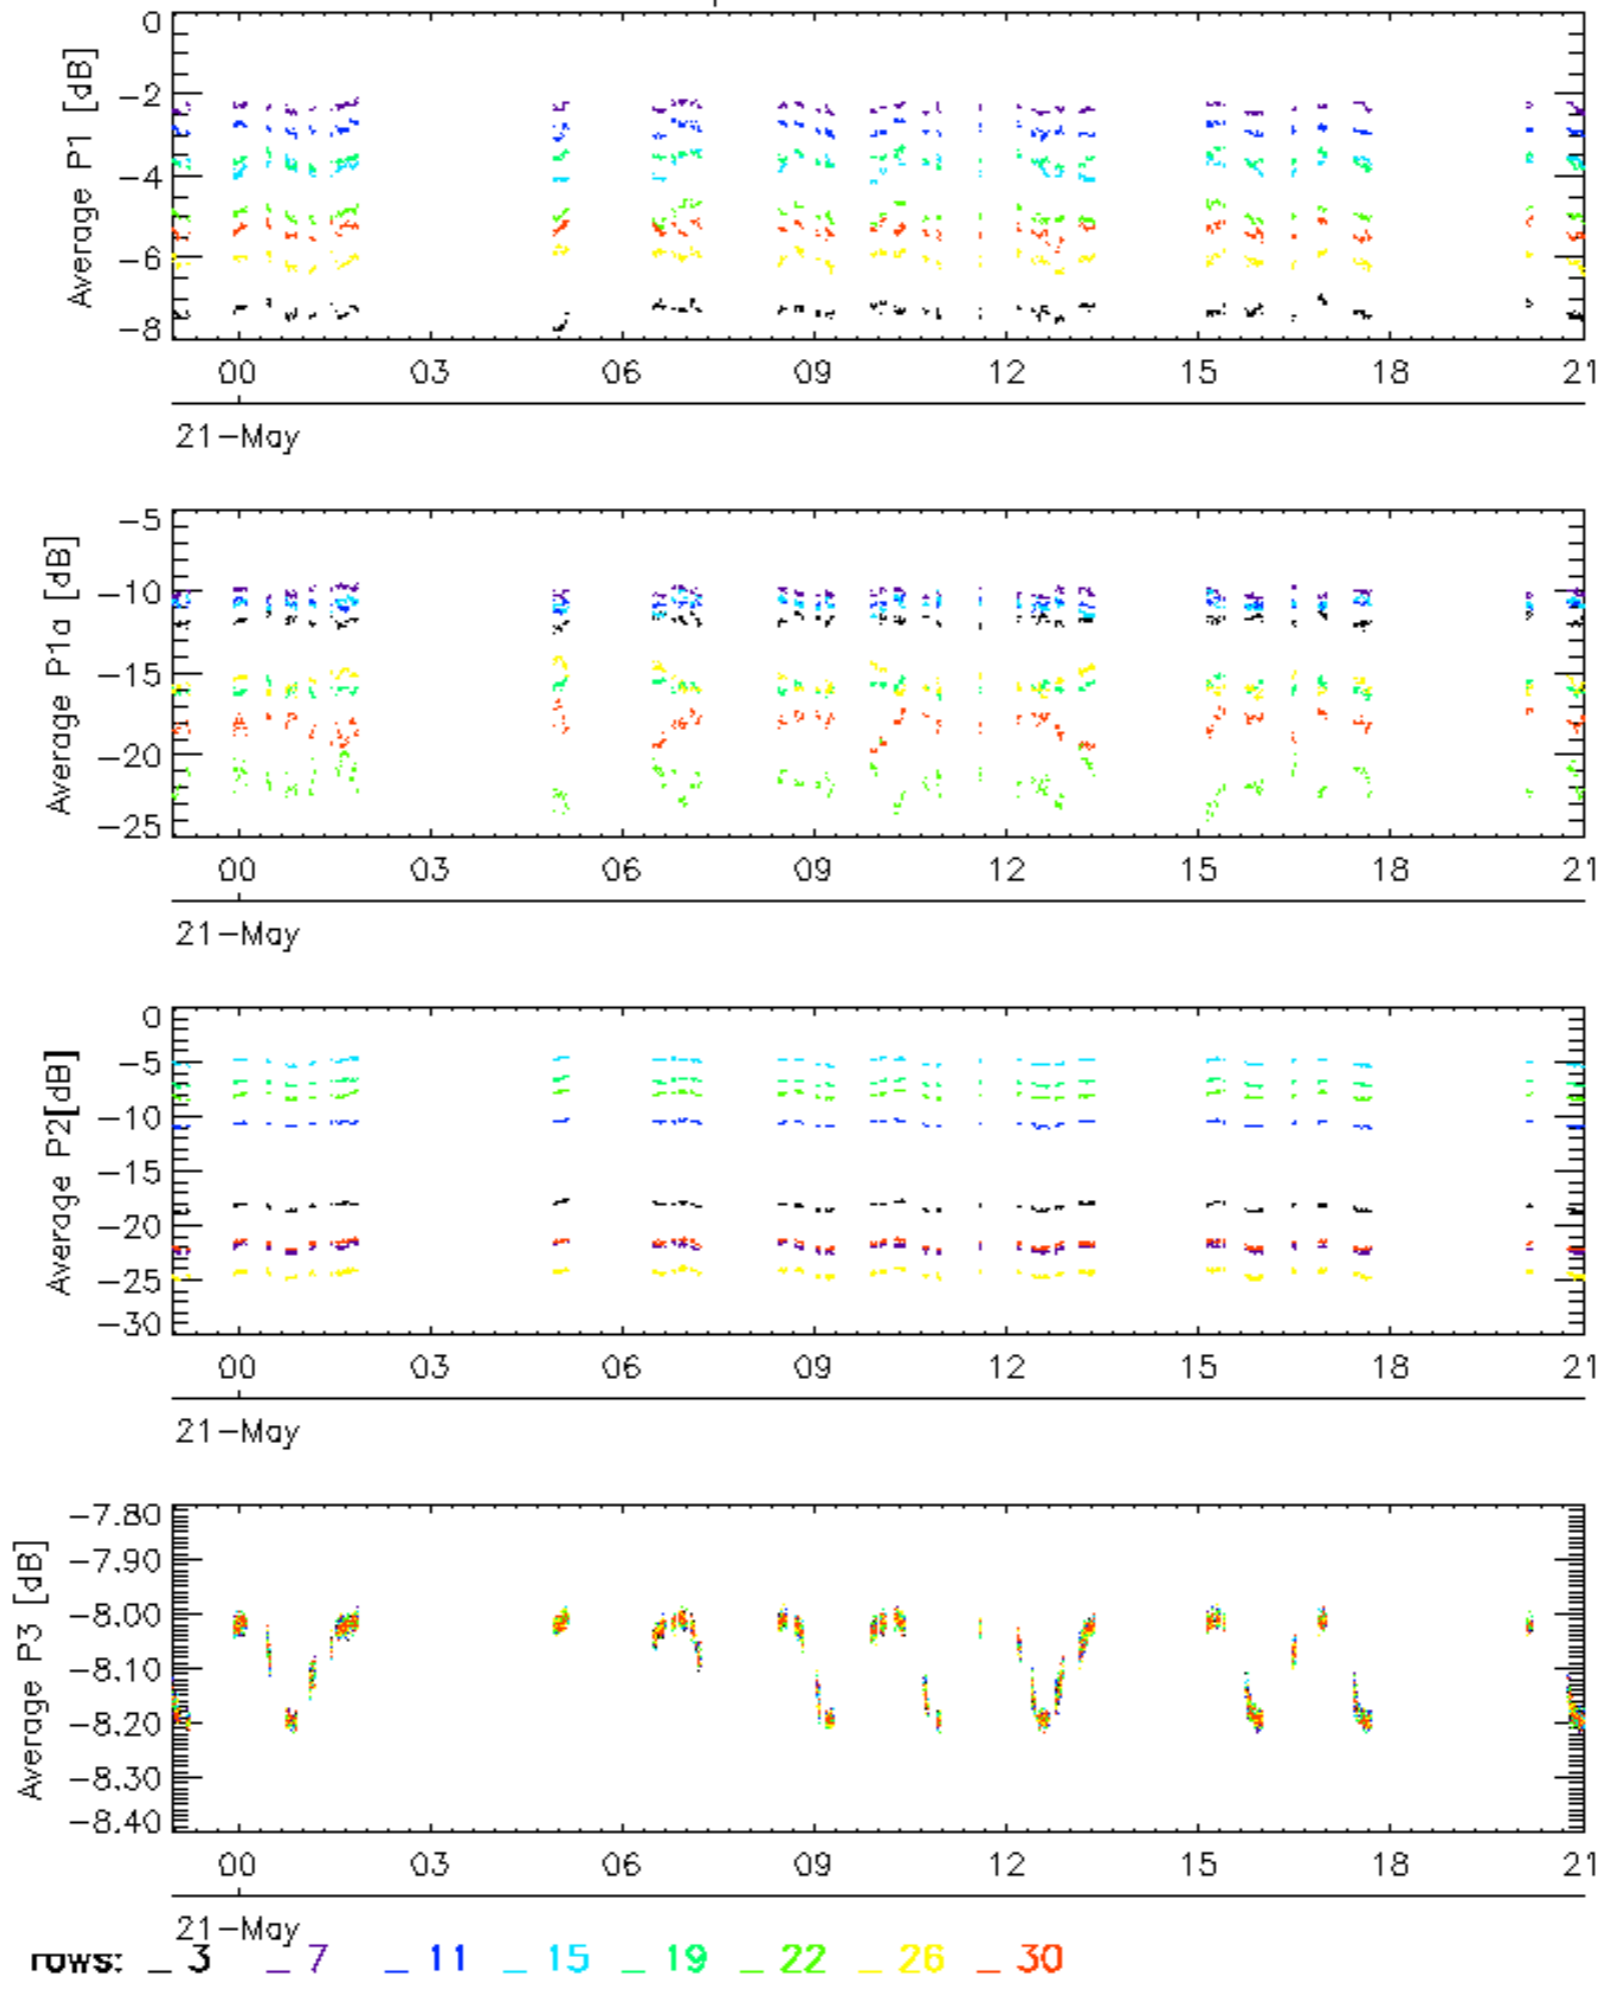 0
-2
-4
-6
-8
Average P1 [dB]
00 03 06 09 12 15 18 21
21-May
-5
-10
-15
-20
-25
Average P1a [dB]
00 03 06 09 12 15 18 21
21-May
0
-5
-10
-15
-20
-25
-30
Average P2[dB]
00 03 06 09 12 15 18 21
21-May
-7.80
-7.90
-8.00
-8.10
-8.20
-8.30
-8.40
Average P3 [dB]
00 03 06 09 12 15 18 21
21-May
rows: _ 3 _ 7 _ 11 _ 15 _ 19 _ 22 _ 26 _ 30